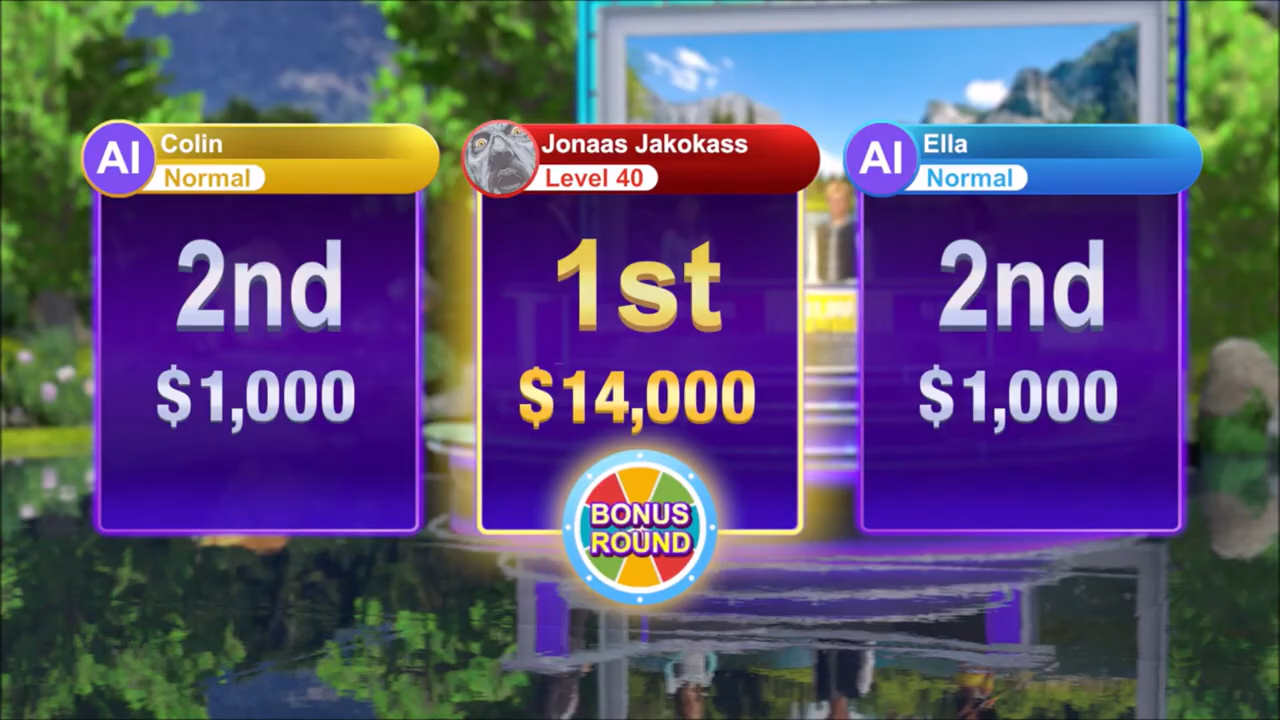 AI Colin
Normal
2nd
$1,000
Jonaas Jakokass
Level 40
1st
$14,000
BONUS
ROUND
AI Ella
Normal
2nd
$1,000